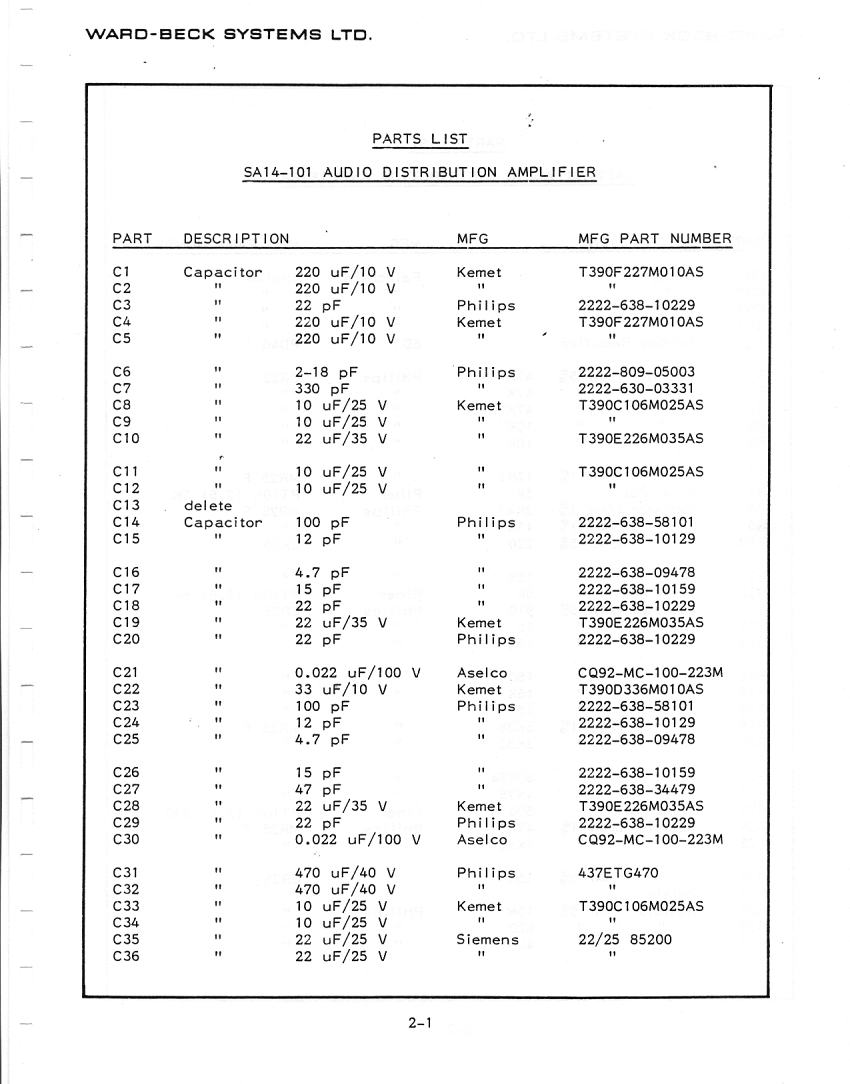 WARD-BECK SYSTEMS LTD.
PARTS LIST
SA14-101 AUDIO DISTRIBUTION AMPLIFIER
PART DESCRIPTION MFG MFG PART NUMBER
C1 Capacitor 220 uF/10 V Kemet T390F227M010AS
C2 " 220 uF/10 V " "
C3 " 22 pF Philips 2222-638-10229
C4 " 220 uF/10 V Kemet T390F227M010AS
C5 " 220 uF/10 V " "
C6 " 2-18 pF Philips 2222-809-05003
C7 " 330 pF " 2222-630-03331
C8 " 10 uF/25 V Kemet T390C106M025AS
C9 " 10 uF/25 V " "
C10 " 22 uF/35 V " T390E226M035AS
C11 " 10 uF/25 V " T390C106M025AS
C12 " 10 uF/25 V " "
C13 delete
C14 Capacitor 100 pF Philips 2222-638-58101
C15 " 12 pF " 2222-638-10129
C16 " 4.7 pF " 2222-638-09478
C17 " 15 pF " 2222-638-10159
C18 " 22 pF " 2222-638-10229
C19 " 22 uF/35 V Kemet T390E226M035AS
C20 " 22 pF Philips 2222-638-10229
C21 " 0.022 uF/100 V Aselco CQ92-MC-100-223M
C22 " 33 uF/10 V Kemet T390D336M010AS
C23 " 100 pF Philips 2222-638-58101
C24 " 12 pF " 2222-638-10129
C25 " 4.7 pF " 2222-638-09478
C26 " 15 pF " 2222-638-10159
C27 " 47 pF " 2222-638-34479
C28 " 22 uF/35 V Kemet T390E226M035AS
C29 " 22 pF Philips 2222-638-10229
C30 " 0.022 uF/100 V Aselco CQ92-MC-100-223M
C31 " 470 uF/40 V Philips 437ETG470
C32 " 470 uF/40 V " "
C33 " 10 uF/25 V Kemet T390C106M025AS
C34 " 10 uF/25 V " "
C35 " 22 uF/25 V Siemens 22/25 85200
C36 " 22 uF/25 V " "
2-1